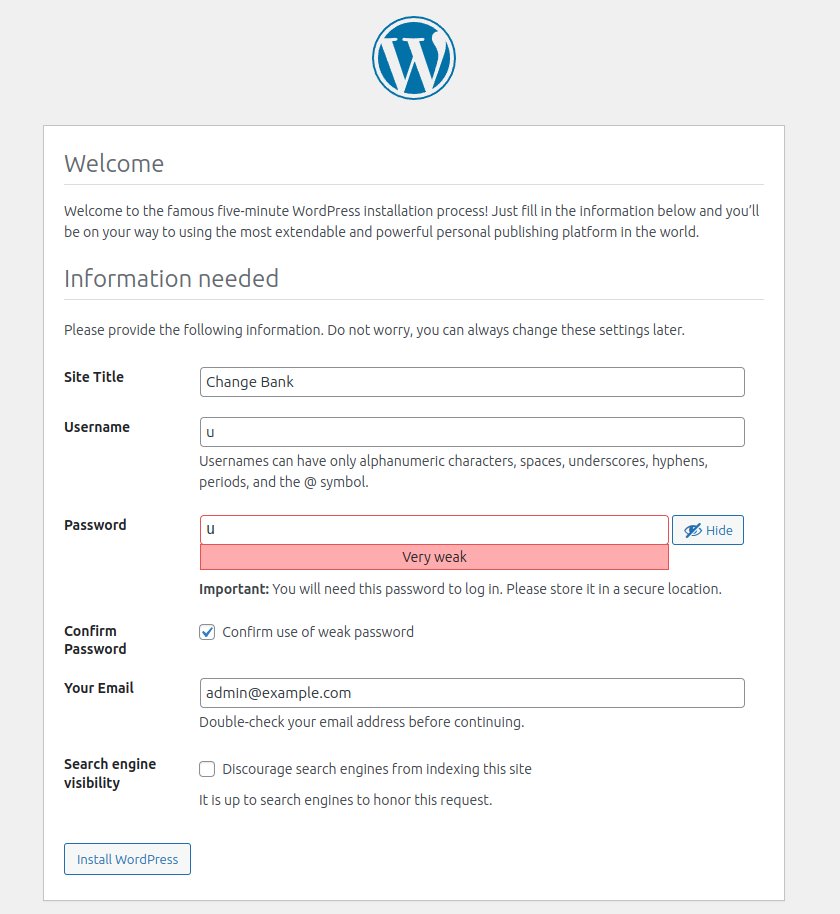 Welcome
Welcome to the famous five-minute WordPress installation process! Just fill in the information below and you’ll
be on your way to using the most extendable and powerful personal publishing platform in the world.
Information needed
Please provide the following information. Do not worry, you can always change these settings later.
Site Title
Change Bank
Username
u
Usernames can have only alphanumeric characters, spaces, underscores, hyphens,
periods, and the @ symbol.
Password
u
Hide
Very weak
Important: You will need this password to log in. Please store it in a secure location.
Confirm
Password
Confirm use of weak password
Your Email
admin@example.com
Double-check your email address before continuing.
Search engine
visibility
Discourage search engines from indexing this site
It is up to search engines to honor this request.
Install WordPress